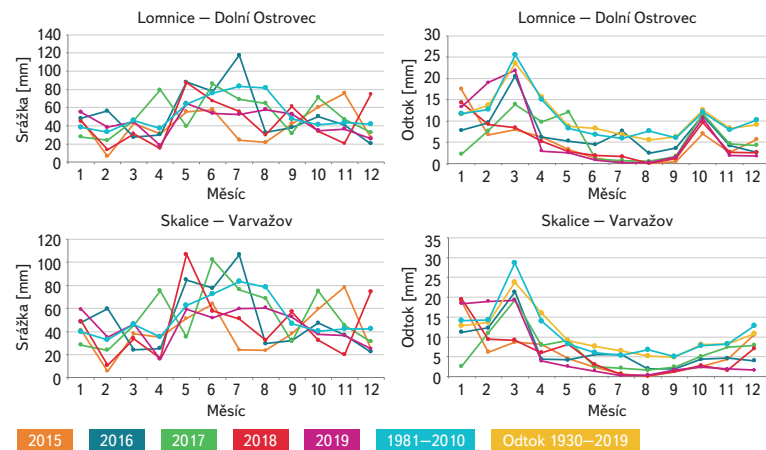 Lomnice – Dolní Ostrovec
Srážka [mm]
140
120
100
80
60
40
20
0
1 2 3 4 5 6 7 8 9 10 11 12
Měsíc
Lomnice – Dolní Ostrovec
Odtok [mm]
30
25
20
15
10
5
0
1 2 3 4 5 6 7 8 9 10 11 12
Měsíc
Skalice – Varvažov
Srážka [mm]
120
100
80
60
40
20
0
1 2 3 4 5 6 7 8 9 10 11 12
Měsíc
Skalice – Varvažov
Odtok [mm]
35
30
25
20
15
10
5
0
1 2 3 4 5 6 7 8 9 10 11 12
Měsíc
2015 2016 2017 2018 2019 1981–2010 Odtok 1930–2019